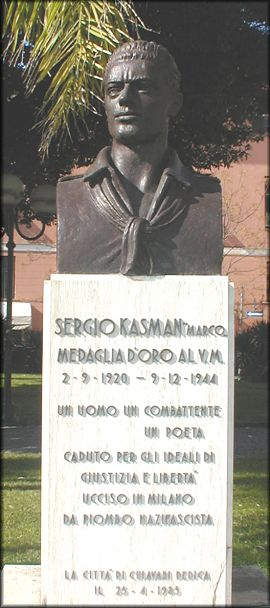 SERGIO KASMAN "MARCO"
MEDAGLIA D'ORO AL V.M.
2-9-1920 — 9-12-1944
UN UOMO UN COMBATTENTE
UN POETA
CADUTO PER GLI IDEALI DI
"GIUSTIZIA E LIBERTÀ"
UCCISO IN MILANO
DA PIOMBO NAZIFASCISTA
LA CITTA' DI CHIAVARI DEDICA
IL 25-4-1985